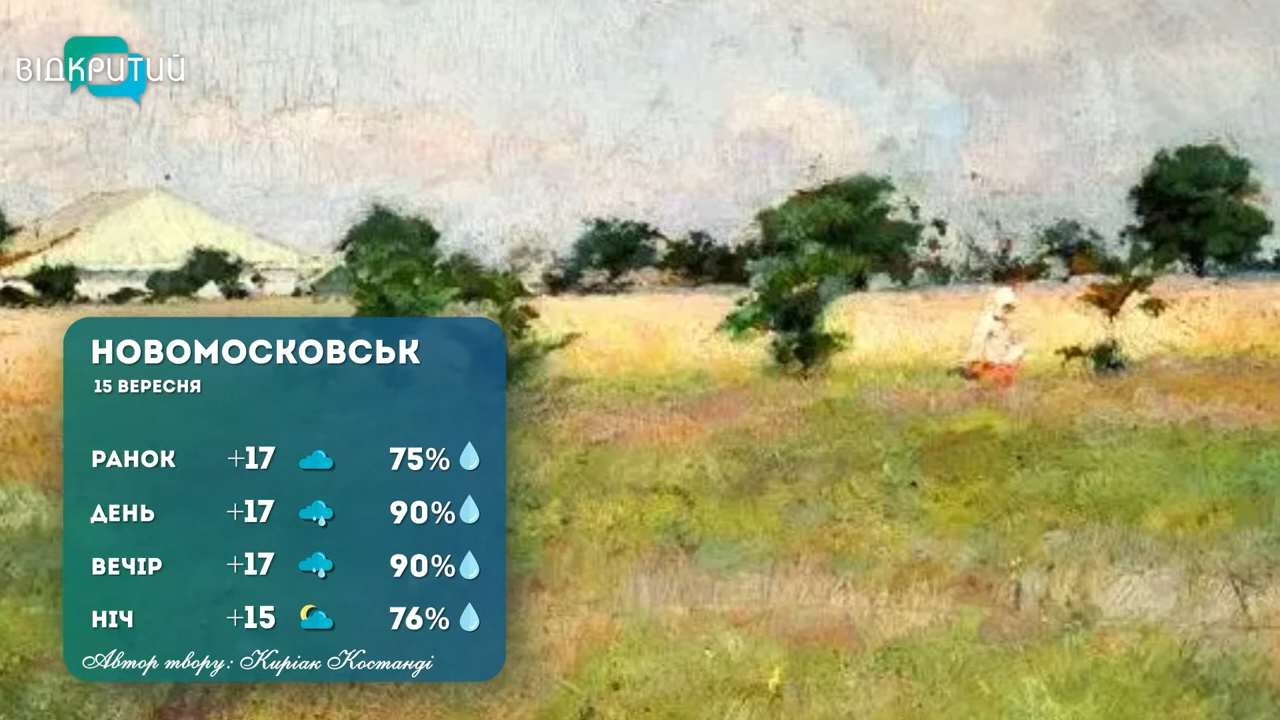 ВІДКРИТИЙ
НОВОМОСКОВСЬК
15 ВЕРЕСНЯ
РАНОК +17 75%
ДЕНЬ +17 90%
ВЕЧІР +17 90%
НІЧ +15 76%
Автор твору: Киріак Костанді